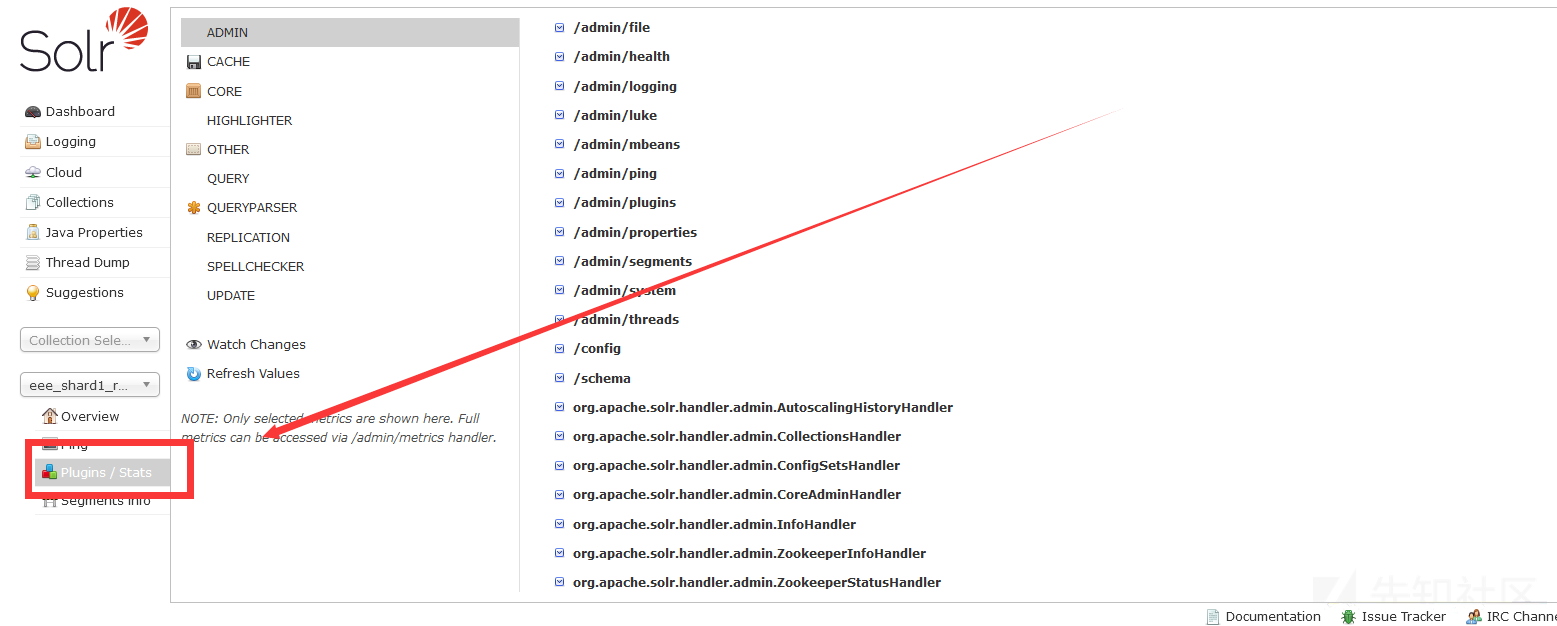 Solr
Dashboard
Logging
Cloud
Collections
Java Properties
Thread Dump
Suggestions
Collection Sele...
eee_shard1_r...
Overview
Ping
Plugins / Stats
Segments Info
ADMIN
CACHE
CORE
HIGHLIGHTER
OTHER
QUERY
QUERYPARSER
REPLICATION
SPELLCHECKER
UPDATE
Watch Changes
Refresh Values
NOTE: Only selected metrics are shown here. Full
metrics can be accessed via /admin/metrics handler.
/admin/file
/admin/health
/admin/logging
/admin/luke
/admin/mbeans
/admin/ping
/admin/plugins
/admin/properties
/admin/segments
/admin/system
/admin/threads
/config
/schema
org.apache.solr.handler.admin.AutoscalingHistoryHandler
org.apache.solr.handler.admin.CollectionsHandler
org.apache.solr.handler.admin.ConfigSetsHandler
org.apache.solr.handler.admin.CoreAdminHandler
org.apache.solr.handler.admin.InfoHandler
org.apache.solr.handler.admin.ZookeeperInfoHandler
org.apache.solr.handler.admin.ZookeeperStatusHandler
先知社区
Documentation
Issue Tracker
IRC Channe